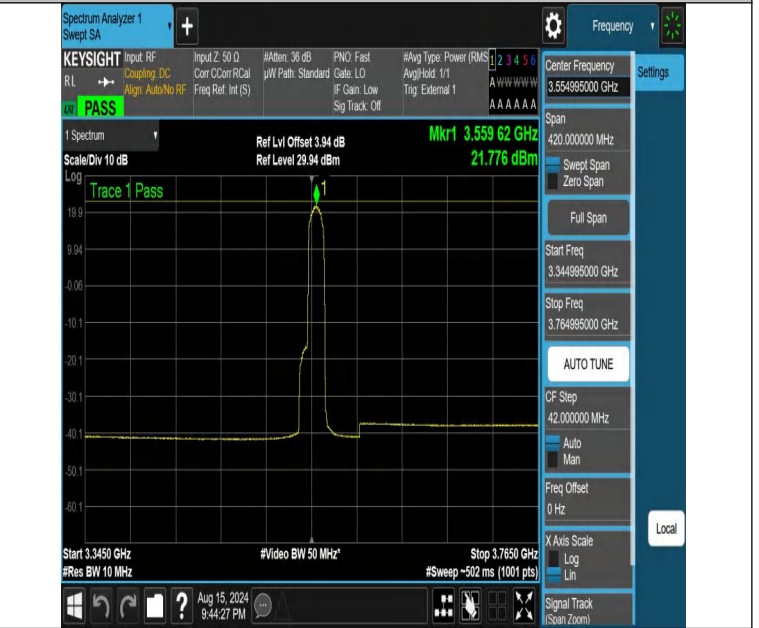 Spectrum Analyzer 1
Swept SA
+
Frequency
KEYSIGHT
RL
PASS
Input: RF
Coupling: DC
Align: Auto/No RF
Input Z: 50 Ω
Corr CCorr RCal
Freq Ref: Int (S)
#Atten: 36 dB
µW Path: Standard
PNO: Fast
Gate: LO
IF Gain: Low
Sig Track: Off
#Avg Type: Power (RMS
Avg|Hold: 1/1
Trig: External 1
1 2 3 4 5 6
A W W W W W
A A A A A A
1 Spectrum
Scale/Div 10 dB
Ref Lvl Offset 3.94 dB
Ref Level 29.94 dBm
Mkr1 3.559 62 GHz
21.776 dBm
Log
Trace 1 Pass
1
19.9
9.94
-0.06
-10.1
-20.1
-30.1
-40.1
-50.1
-60.1
Start 3.3450 GHz
#Res BW 10 MHz
#Video BW 50 MHz*
Stop 3.7650 GHz
#Sweep ~502 ms (1001 pts)
Center Frequency
3.554995000 GHz
Settings
Span
420.000000 MHz
Swept Span
Zero Span
Full Span
Start Freq
3.344995000 GHz
Stop Freq
3.764995000 GHz
AUTO TUNE
CF Step
42.000000 MHz
Auto
Man
Freq Offset
0 Hz
X Axis Scale
Log
Lin
Local
Signal Track
(Span Zoom)
?
Aug 15, 2024
9:44:27 PM